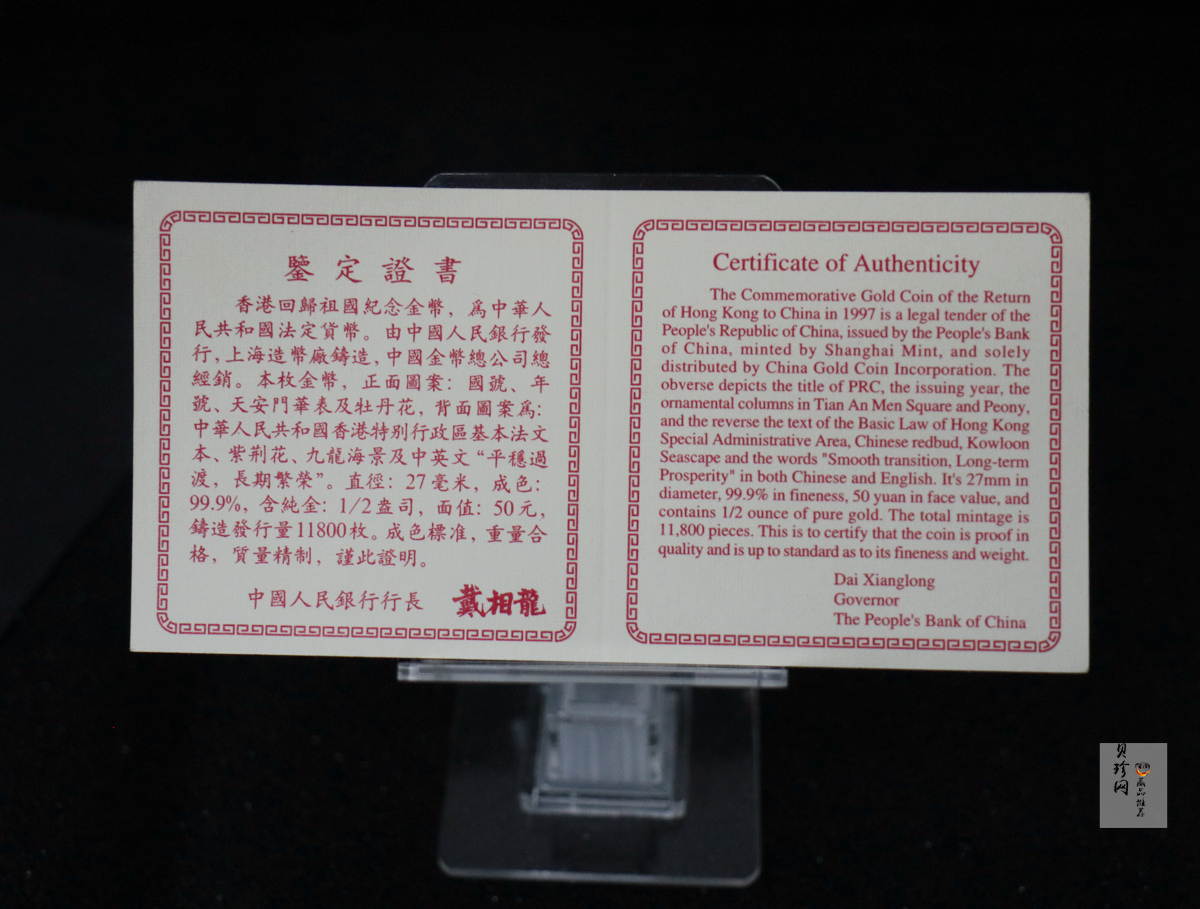 鑒定證書
香港回歸祖國紀念金幣，爲中華人
民共和國法定貨幣。由中國人民銀行發
行，上海造幣廠鑄造，中國金幣總公司總
經銷。本枚金幣，正面圖案：國號、年
號、天安門華表及牡丹花，背面圖案爲：
中華人民共和國香港特别行政區基本法文
本、紫荆花、九龍海景及中英文“平穩過
渡，長期繁榮”。直徑：27毫米，成色：
99.9%，含純金：1/2盎司，面值：50元，
鑄造發行量11800枚。成色標准，重量合
格，質量精制，謹此證明。
中國人民銀行行長 戴相龍
Certificate of Authenticity
The Commemorative Gold Coin of the Return
of Hong Kong to China in 1997 is a legal tender of the
People's Republic of China, issued by the People's Bank
of China, minted by Shanghai Mint, and solely
distributed by China Gold Coin Incorporation. The
obverse depicts the title of PRC, the issuing year, the
ornamental columns in Tian An Men Square and Peony,
and the reverse the text of the Basic Law of Hong Kong
Special Administrative Area, Chinese redbud, Kowloon
Seascape and the words "Smooth transition, Long-term
Prosperity" in both Chinese and English. It's 27mm in
diameter, 99.9% in fineness, 50 yuan in face value, and
contains 1/2 ounce of pure gold. The total mintage is
11,800 pieces. This is to certify that the coin is proof in
quality and is up to standard as to its fineness and weight.
Dai Xianglong
Governor
The People's Bank of China
贝珍网
藏品推荐